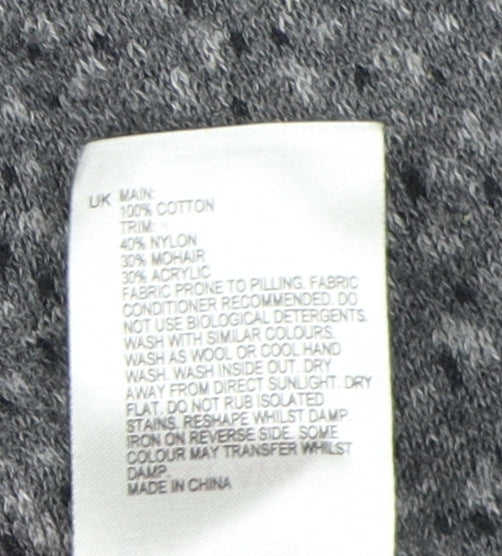 UK MAIN:
100% COTTON
TRIM:
40% NYLON
30% MOHAIR
30% ACRYLIC
FABRIC PRONE TO PILLING. FABRIC
CONDITIONER RECOMMENDED. DO
NOT USE BIOLOGICAL DETERGENTS.
WASH WITH SIMILAR COLOURS.
WASH AS WOOL OR COOL HAND
WASH. WASH INSIDE OUT. DRY
AWAY FROM DIRECT SUNLIGHT. DRY
FLAT. DO NOT RUB ISOLATED
STAINS. RESHAPE WHILST DAMP.
IRON ON REVERSE SIDE. SOME
COLOUR MAY TRANSFER WHILST
DAMP.
MADE IN CHINA